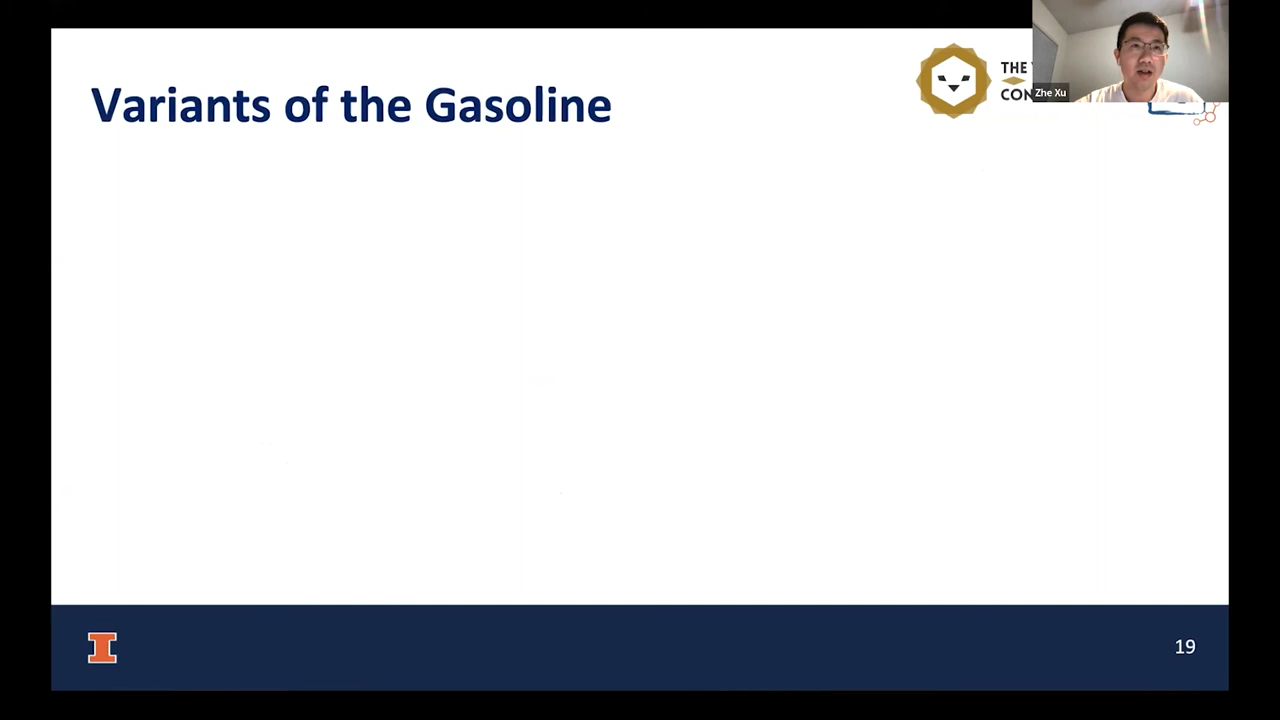 Variants of the Gasoline
THE
CON
Zhe Xu
19